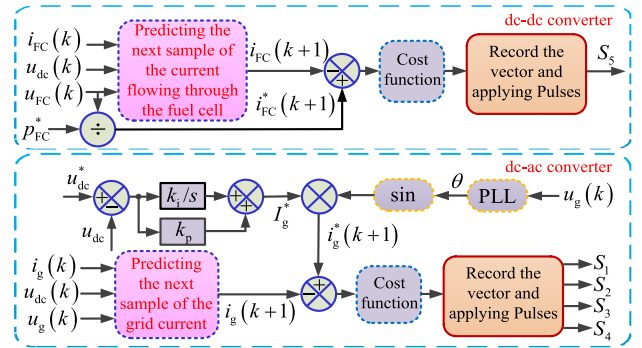 dc-dc converter
i_FC(k)
u_dc(k)
u_FC(k)
p*_FC
÷
Predicting the
next sample of
the current
flowing through
the fuel cell
i_FC(k+1)
i*_FC(k+1)
Cost
function
Record the
vector and
applying Pulses
S_5
dc-ac converter
u*_dc
u_dc
k_i/s
k_p
I*_g
sin
θ
PLL
u_g(k)
i*_g(k+1)
i_g(k)
u_dc(k)
u_g(k)
Predicting
the next
sample of the
grid current
i_g(k+1)
Cost
function
Record the
vector and
applying Pulses
S_1
S_2
S_3
S_4